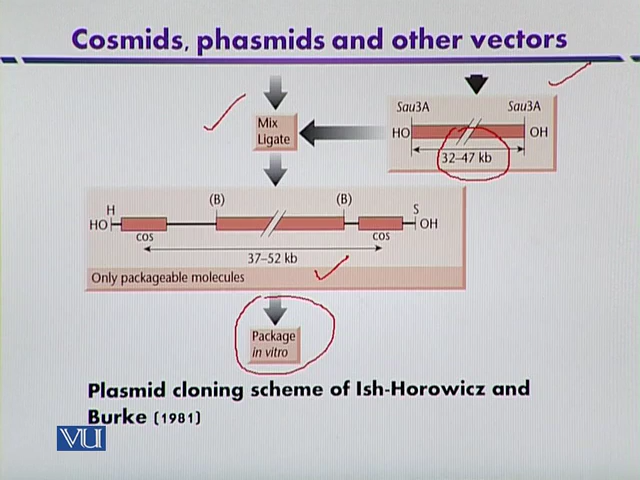 Cosmids, phasmids and other vectors
Mix
Ligate
Sau3A Sau3A
HO OH
32–47 kb
H (B) (B) S
HO OH
cos cos
37–52 kb
Only packageable molecules
Package
in vitro
Plasmid cloning scheme of Ish-Horowicz and
Burke (1981)
VU